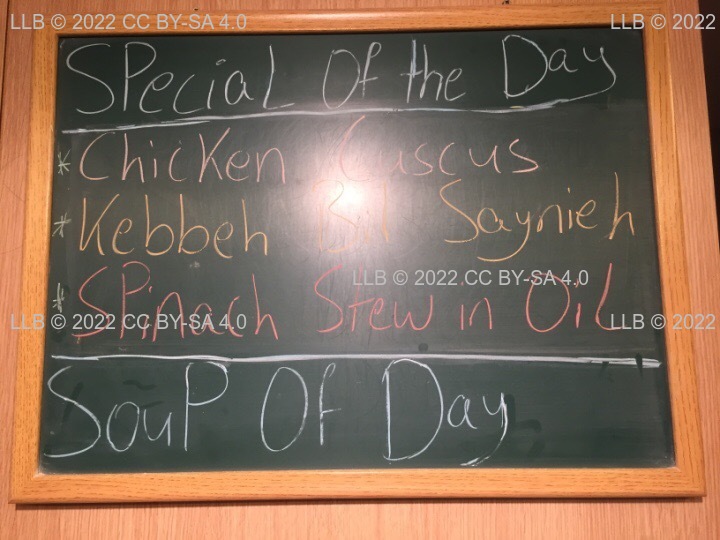 LLB © 2022 CC BY-SA 4.0 LLB © 2022
SPecial Of the Day
* Chicken Cuscus
* Kebbeh Bil Saynieh
LLB © 2022 CC BY-SA 4.0
* SPinach Stew in Oil
LLB © 2022 CC BY-SA 4.0 LLB © 2022
SouP Of Day